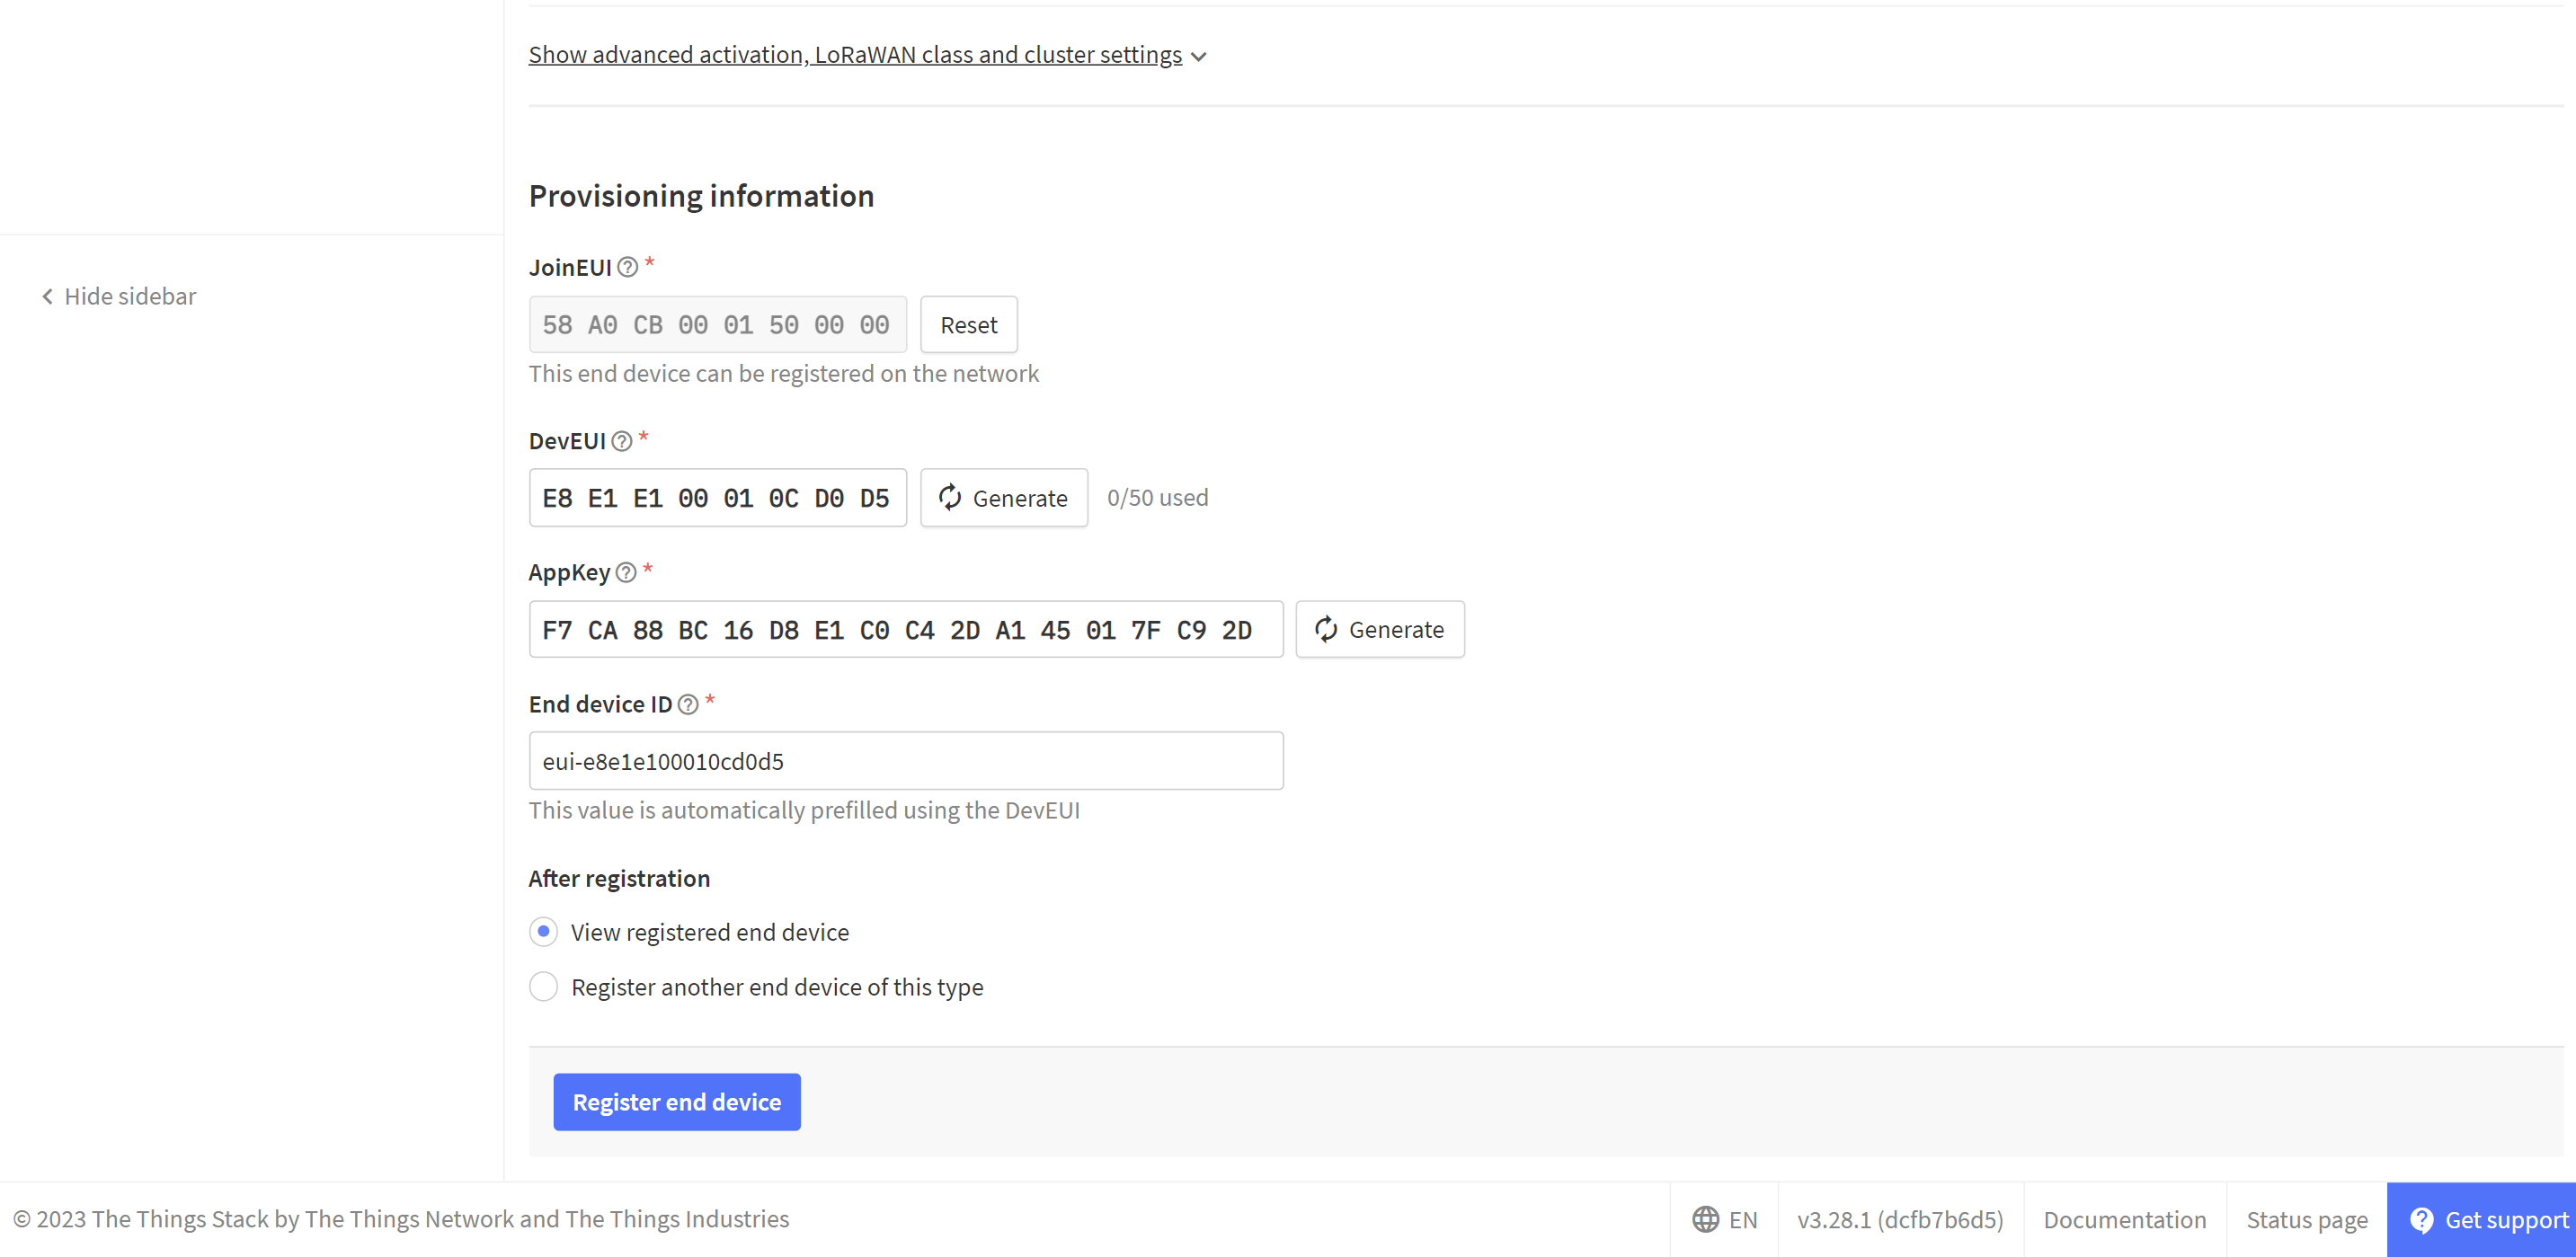 Show advanced activation, LoRaWAN class and cluster settings
Provisioning information
Hide sidebar
JoinEUI *
58 A0 CB 00 01 50 00 00 Reset
This end device can be registered on the network
DevEUI *
E8 E1 E1 00 01 0C D0 D5 Generate 0/50 used
AppKey *
F7 CA 88 BC 16 D8 E1 C0 C4 2D A1 45 01 7F C9 2D Generate
End device ID *
eui-e8e1e100010cd0d5
This value is automatically prefilled using the DevEUI
After registration
View registered end device
Register another end device of this type
Register end device
© 2023 The Things Stack by The Things Network and The Things Industries EN v3.28.1 (dcfb7b6d5) Documentation Status page Get support